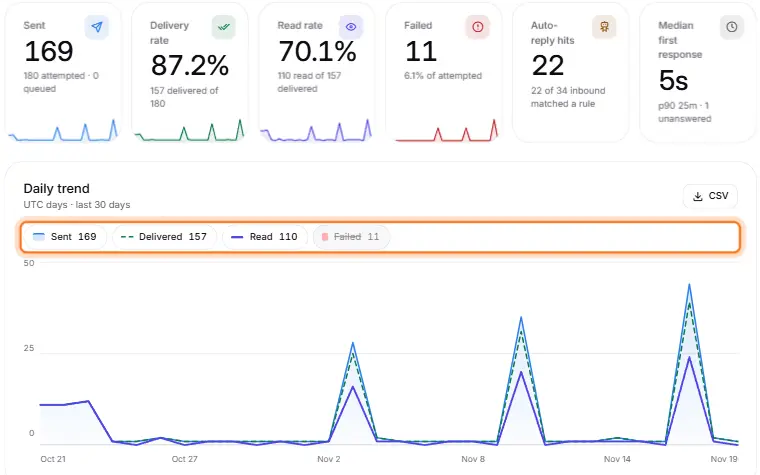 Sent
169
180 attempted · 0
queued
Delivery
rate
87.2%
157 delivered of
180
Read rate
70.1%
110 read of 157
delivered
Failed
11
6.1% of attempted
Auto-
reply hits
22
22 of 34 inbound
matched a rule
Median
first
response
5s
p90 25m · 1
unanswered
Daily trend
UTC days · last 30 days
CSV
Sent 169
Delivered 157
Read 110
Failed 11
50
25
0
Oct 21
Oct 27
Nov 2
Nov 8
Nov 14
Nov 19